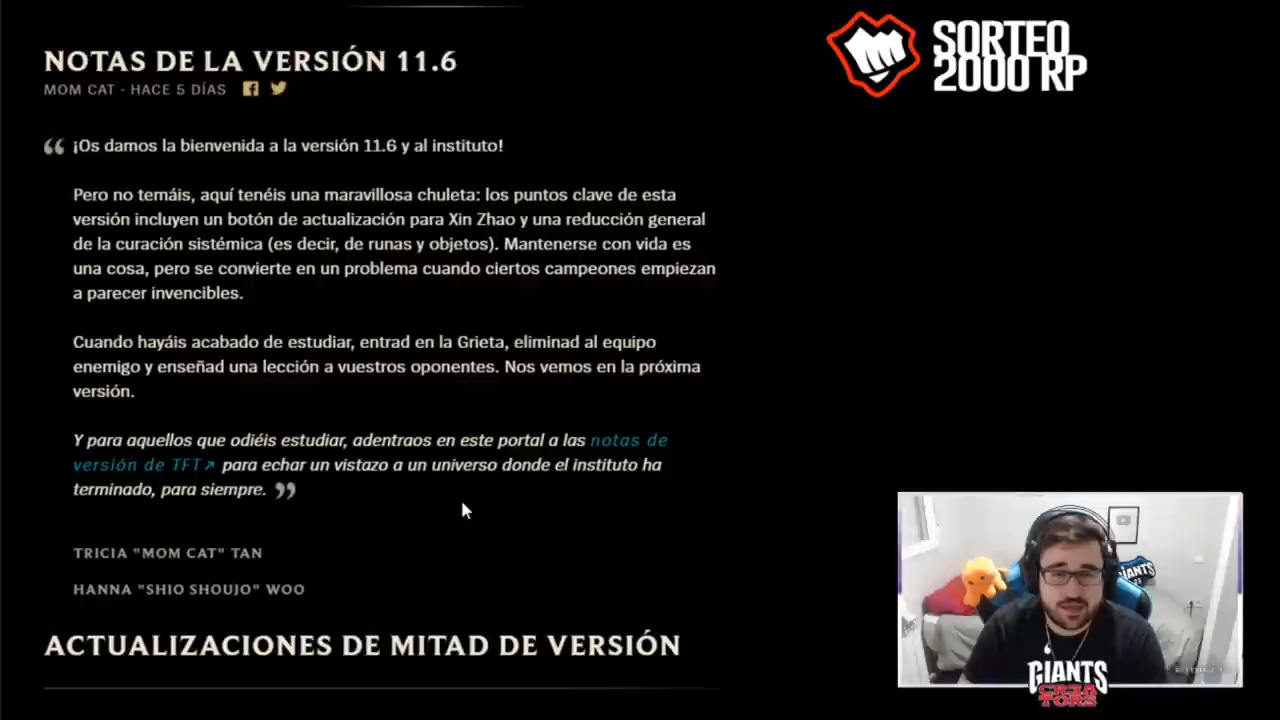 NOTAS DE LA VERSIÓN 11.6
MOM CAT - HACE 5 DÍAS
“ ¡Os damos la bienvenida a la versión 11.6 y al instituto!
Pero no temáis, aquí tenéis una maravillosa chuleta: los puntos clave de esta
versión incluyen un botón de actualización para Xin Zhao y una reducción general
de la curación sistémica (es decir, de runas y objetos). Mantenerse con vida es
una cosa, pero se convierte en un problema cuando ciertos campeones empiezan
a parecer invencibles.
Cuando hayáis acabado de estudiar, entrad en la Grieta, eliminad al equipo
enemigo y enseñad una lección a vuestros oponentes. Nos vemos en la próxima
versión.
Y para aquellos que odiéis estudiar, adentraos en este portal a las notas de
versión de TFT↗ para echar un vistazo a un universo donde el instituto ha
terminado, para siempre. ”
TRICIA "MOM CAT" TAN
HANNA "SHIO SHOUJO" WOO
ACTUALIZACIONES DE MITAD DE VERSIÓN
SORTEO
2000 RP
GIANTS
GIANTS
CREA
TORS